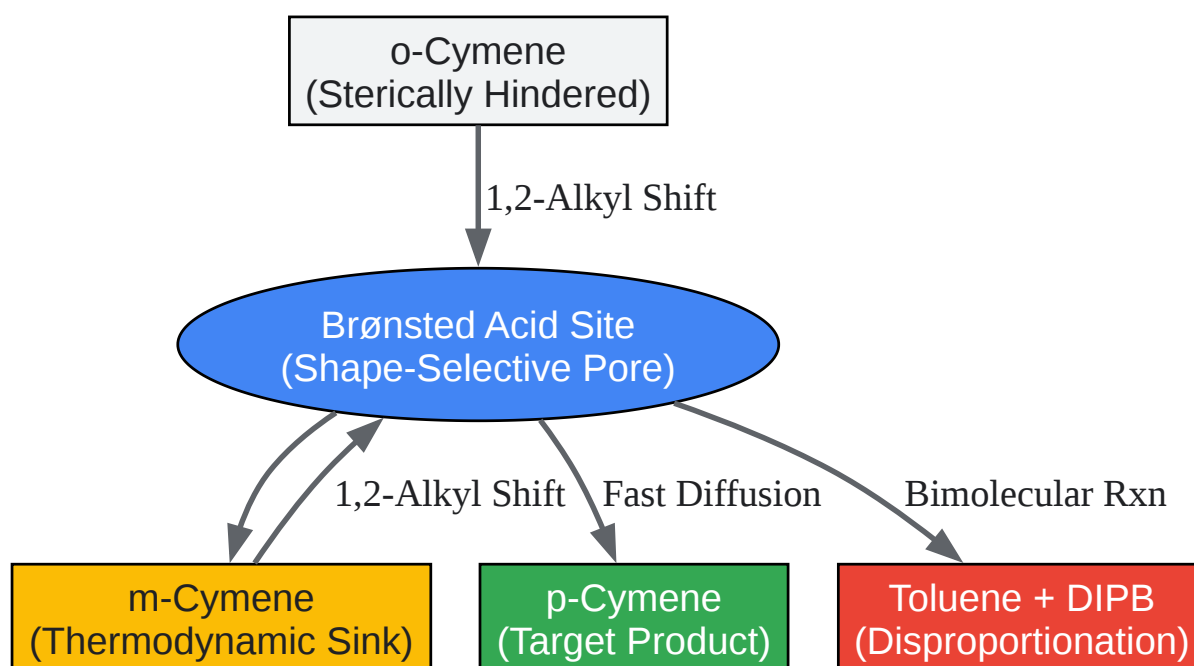 o-Cymene
(Sterically Hindered)
1,2-Alkyl Shift
Brønsted Acid Site
(Shape-Selective Pore)
1,2-Alkyl Shift
Fast Diffusion
Bimolecular Rxn
m-Cymene
(Thermodynamic Sink)
p-Cymene
(Target Product)
Toluene + DIPB
(Disproportionation)